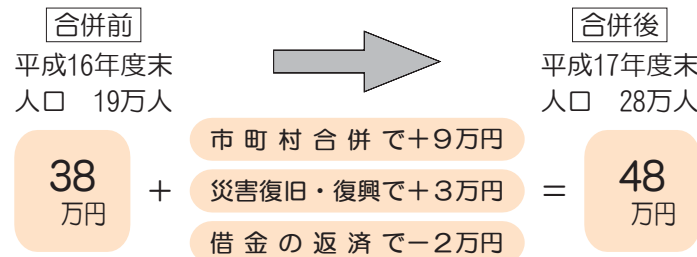 合併前
平成16年度末
人口　19万人
38
万円
＋
市町村合併で＋9万円
災害復旧・復興で＋3万円
借金の返済で－2万円
＝
合併後
平成17年度末
人口　28万人
48
万円